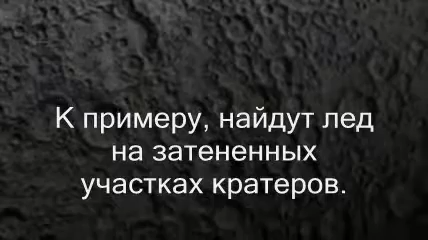 К примеру, найдут лед
на затененных
участках кратеров.